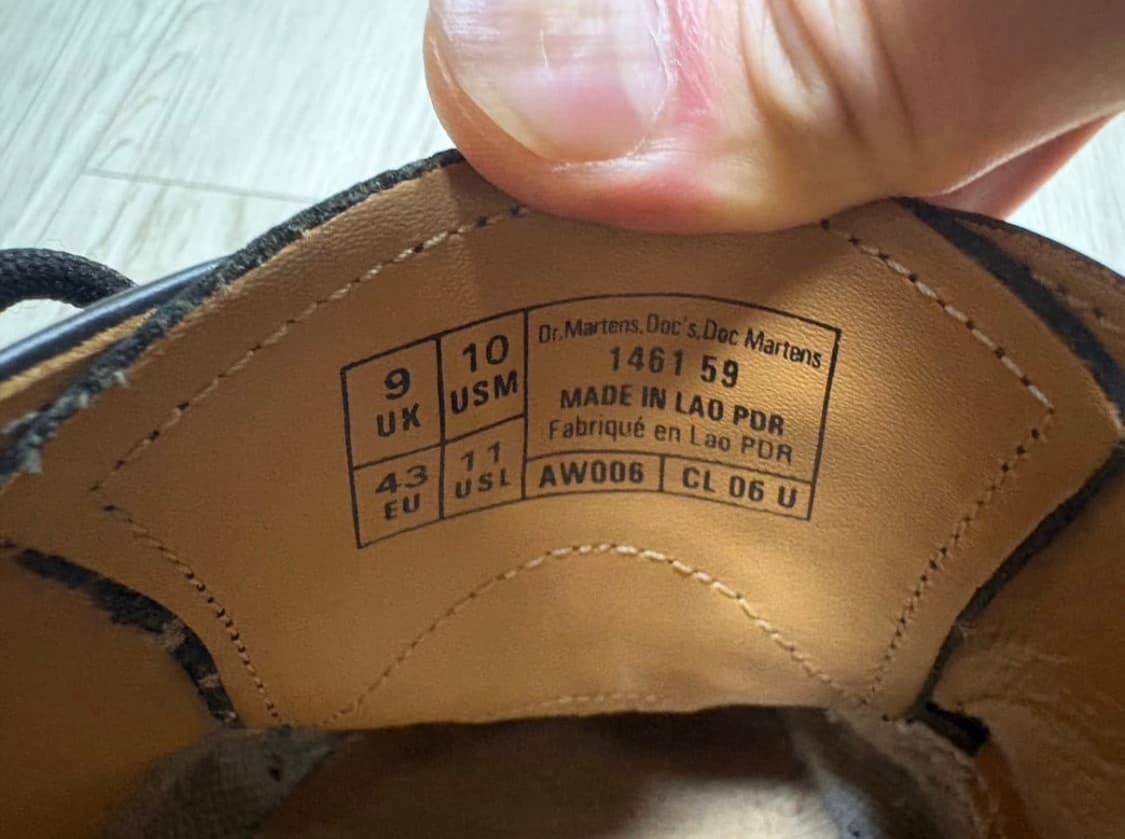 9
UK
10
USM
43
EU
11
USL
Dr.Martens,Doc's,Doc Martens
1461 59
MADE IN LAO PDR
Fabriqué en Lao PDR
AW006
CL 06 U